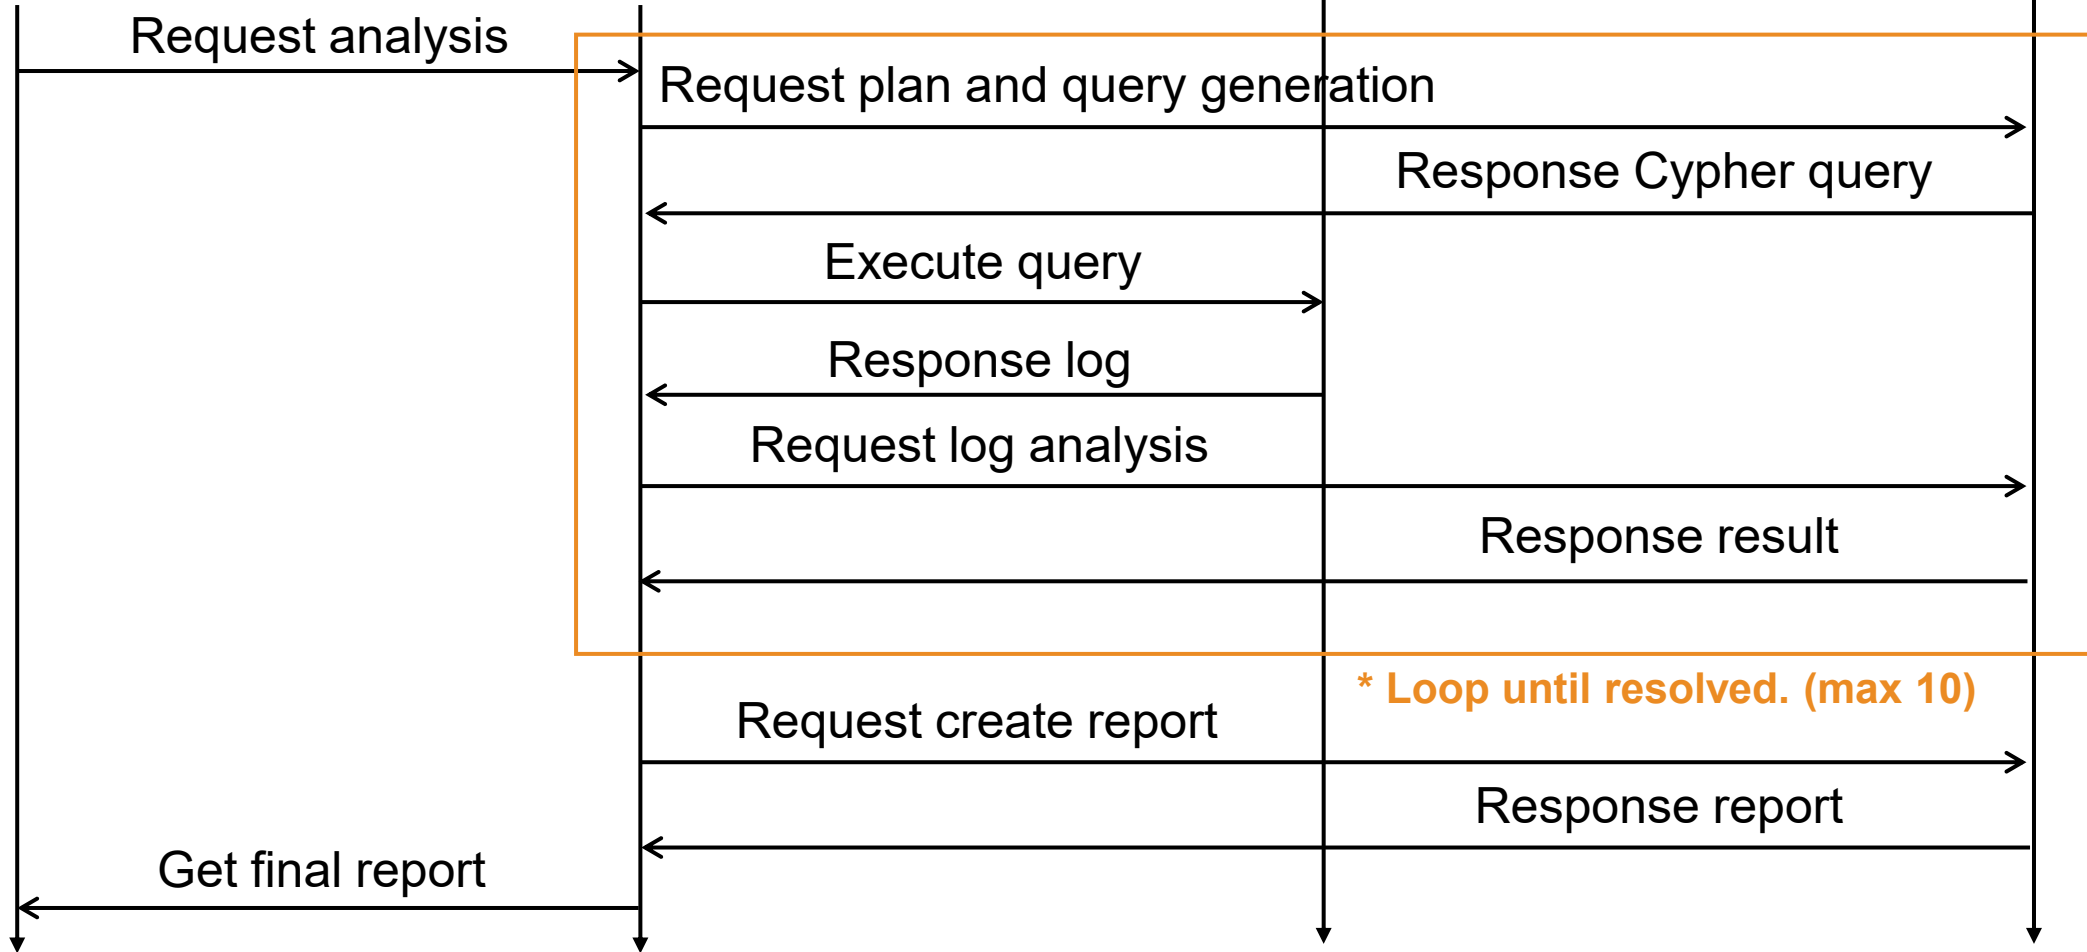 Request analysis
Request plan and query generation
Response Cypher query
Execute query
Response log
Request log analysis
Response result
* Loop until resolved. (max 10)
Request create report
Response report
Get final report